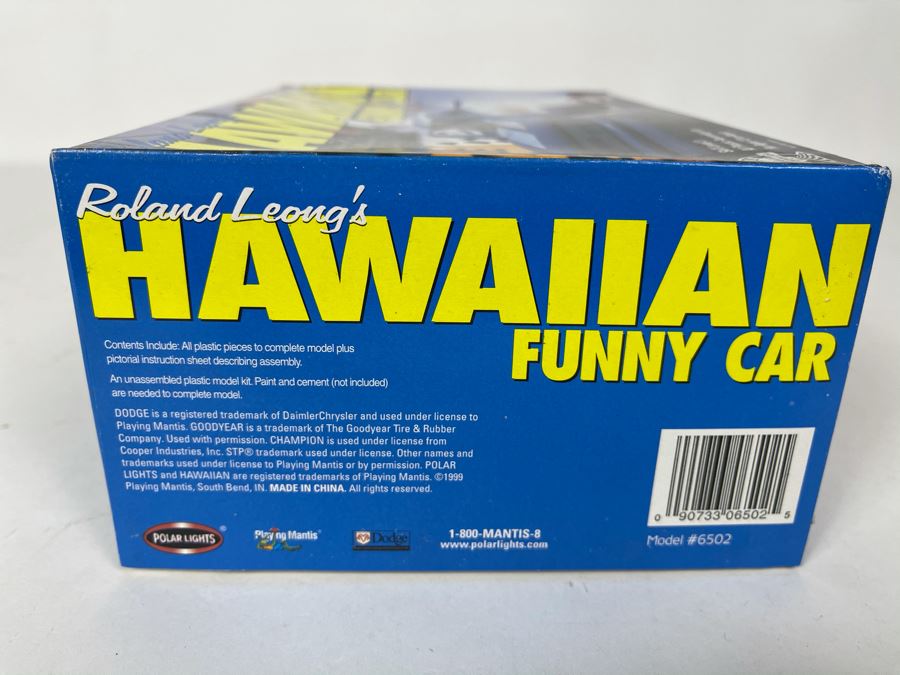 Roland Leong's
HAWAIIAN
FUNNY CAR
Contents Include: All plastic pieces to complete model plus
pictorial instruction sheet describing assembly.
An unassembled plastic model kit. Paint and cement (not included)
are needed to complete model.
DODGE is a registered trademark of DaimlerChrysler and used under license to
Playing Mantis. GOODYEAR is a trademark of The Goodyear Tire & Rubber
Company. Used with permission. CHAMPION is used under license from
Cooper Industries, Inc. STP® trademark used under license. Other names and
trademarks used under license to Playing Mantis or by permission. POLAR
LIGHTS and HAWAIIAN are registered trademarks of Playing Mantis. ©1999
Playing Mantis, South Bend, IN. MADE IN CHINA. All rights reserved.
0 90733 06502 5
POLAR LIGHTS ®
Playing Mantis
Dodge
1-800-MANTIS-8
www.polarlights.com
Model #6502